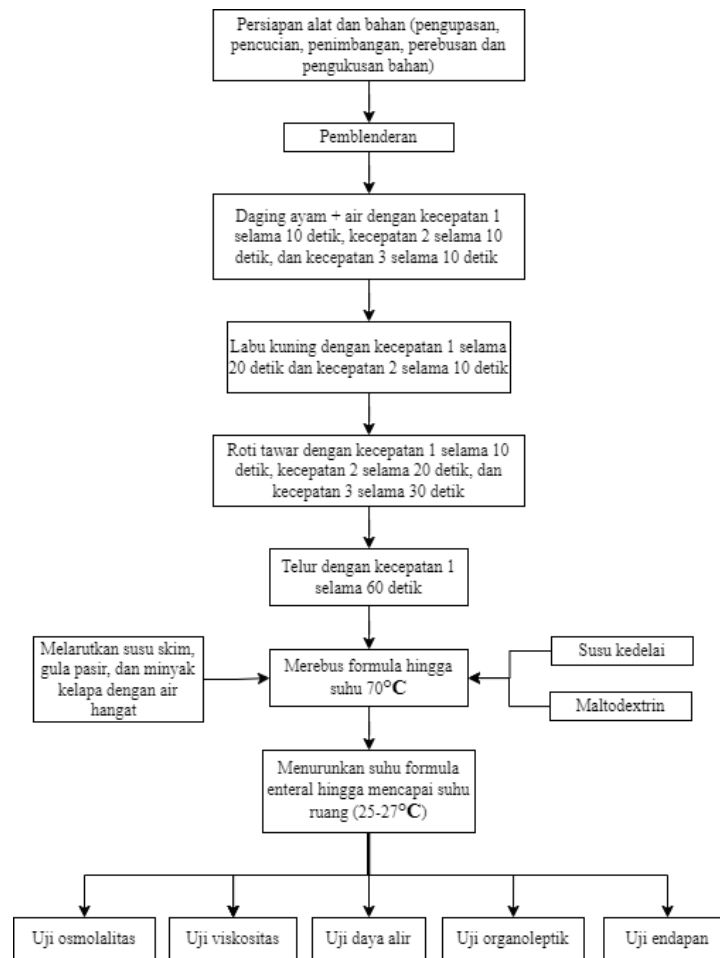 Persiapan alat dan bahan (pengupasan,
pencucian, penimbangan, perebusan dan
pengukusan bahan)
Pemblenderan
Daging ayam + air dengan kecepatan 1
selama 10 detik, kecepatan 2 selama 10
detik, dan kecepatan 3 selama 10 detik
Labu kuning dengan kecepatan 1 selama
20 detik dan kecepatan 2 selama 10 detik
Roti tawar dengan kecepatan 1 selama 10
detik, kecepatan 2 selama 20 detik, dan
kecepatan 3 selama 30 detik
Telur dengan kecepatan 1
selama 60 detik
Melarutkan susu skim,
gula pasir, dan minyak
kelapa dengan air
hangat
Merebus formula hingga
suhu 70°C
Susu kedelai
Maltodextrin
Menurunkan suhu formula
enteral hingga mencapai suhu
ruang (25-27°C)
Uji osmolalitas
Uji viskositas
Uji daya alir
Uji organoleptik
Uji endapan